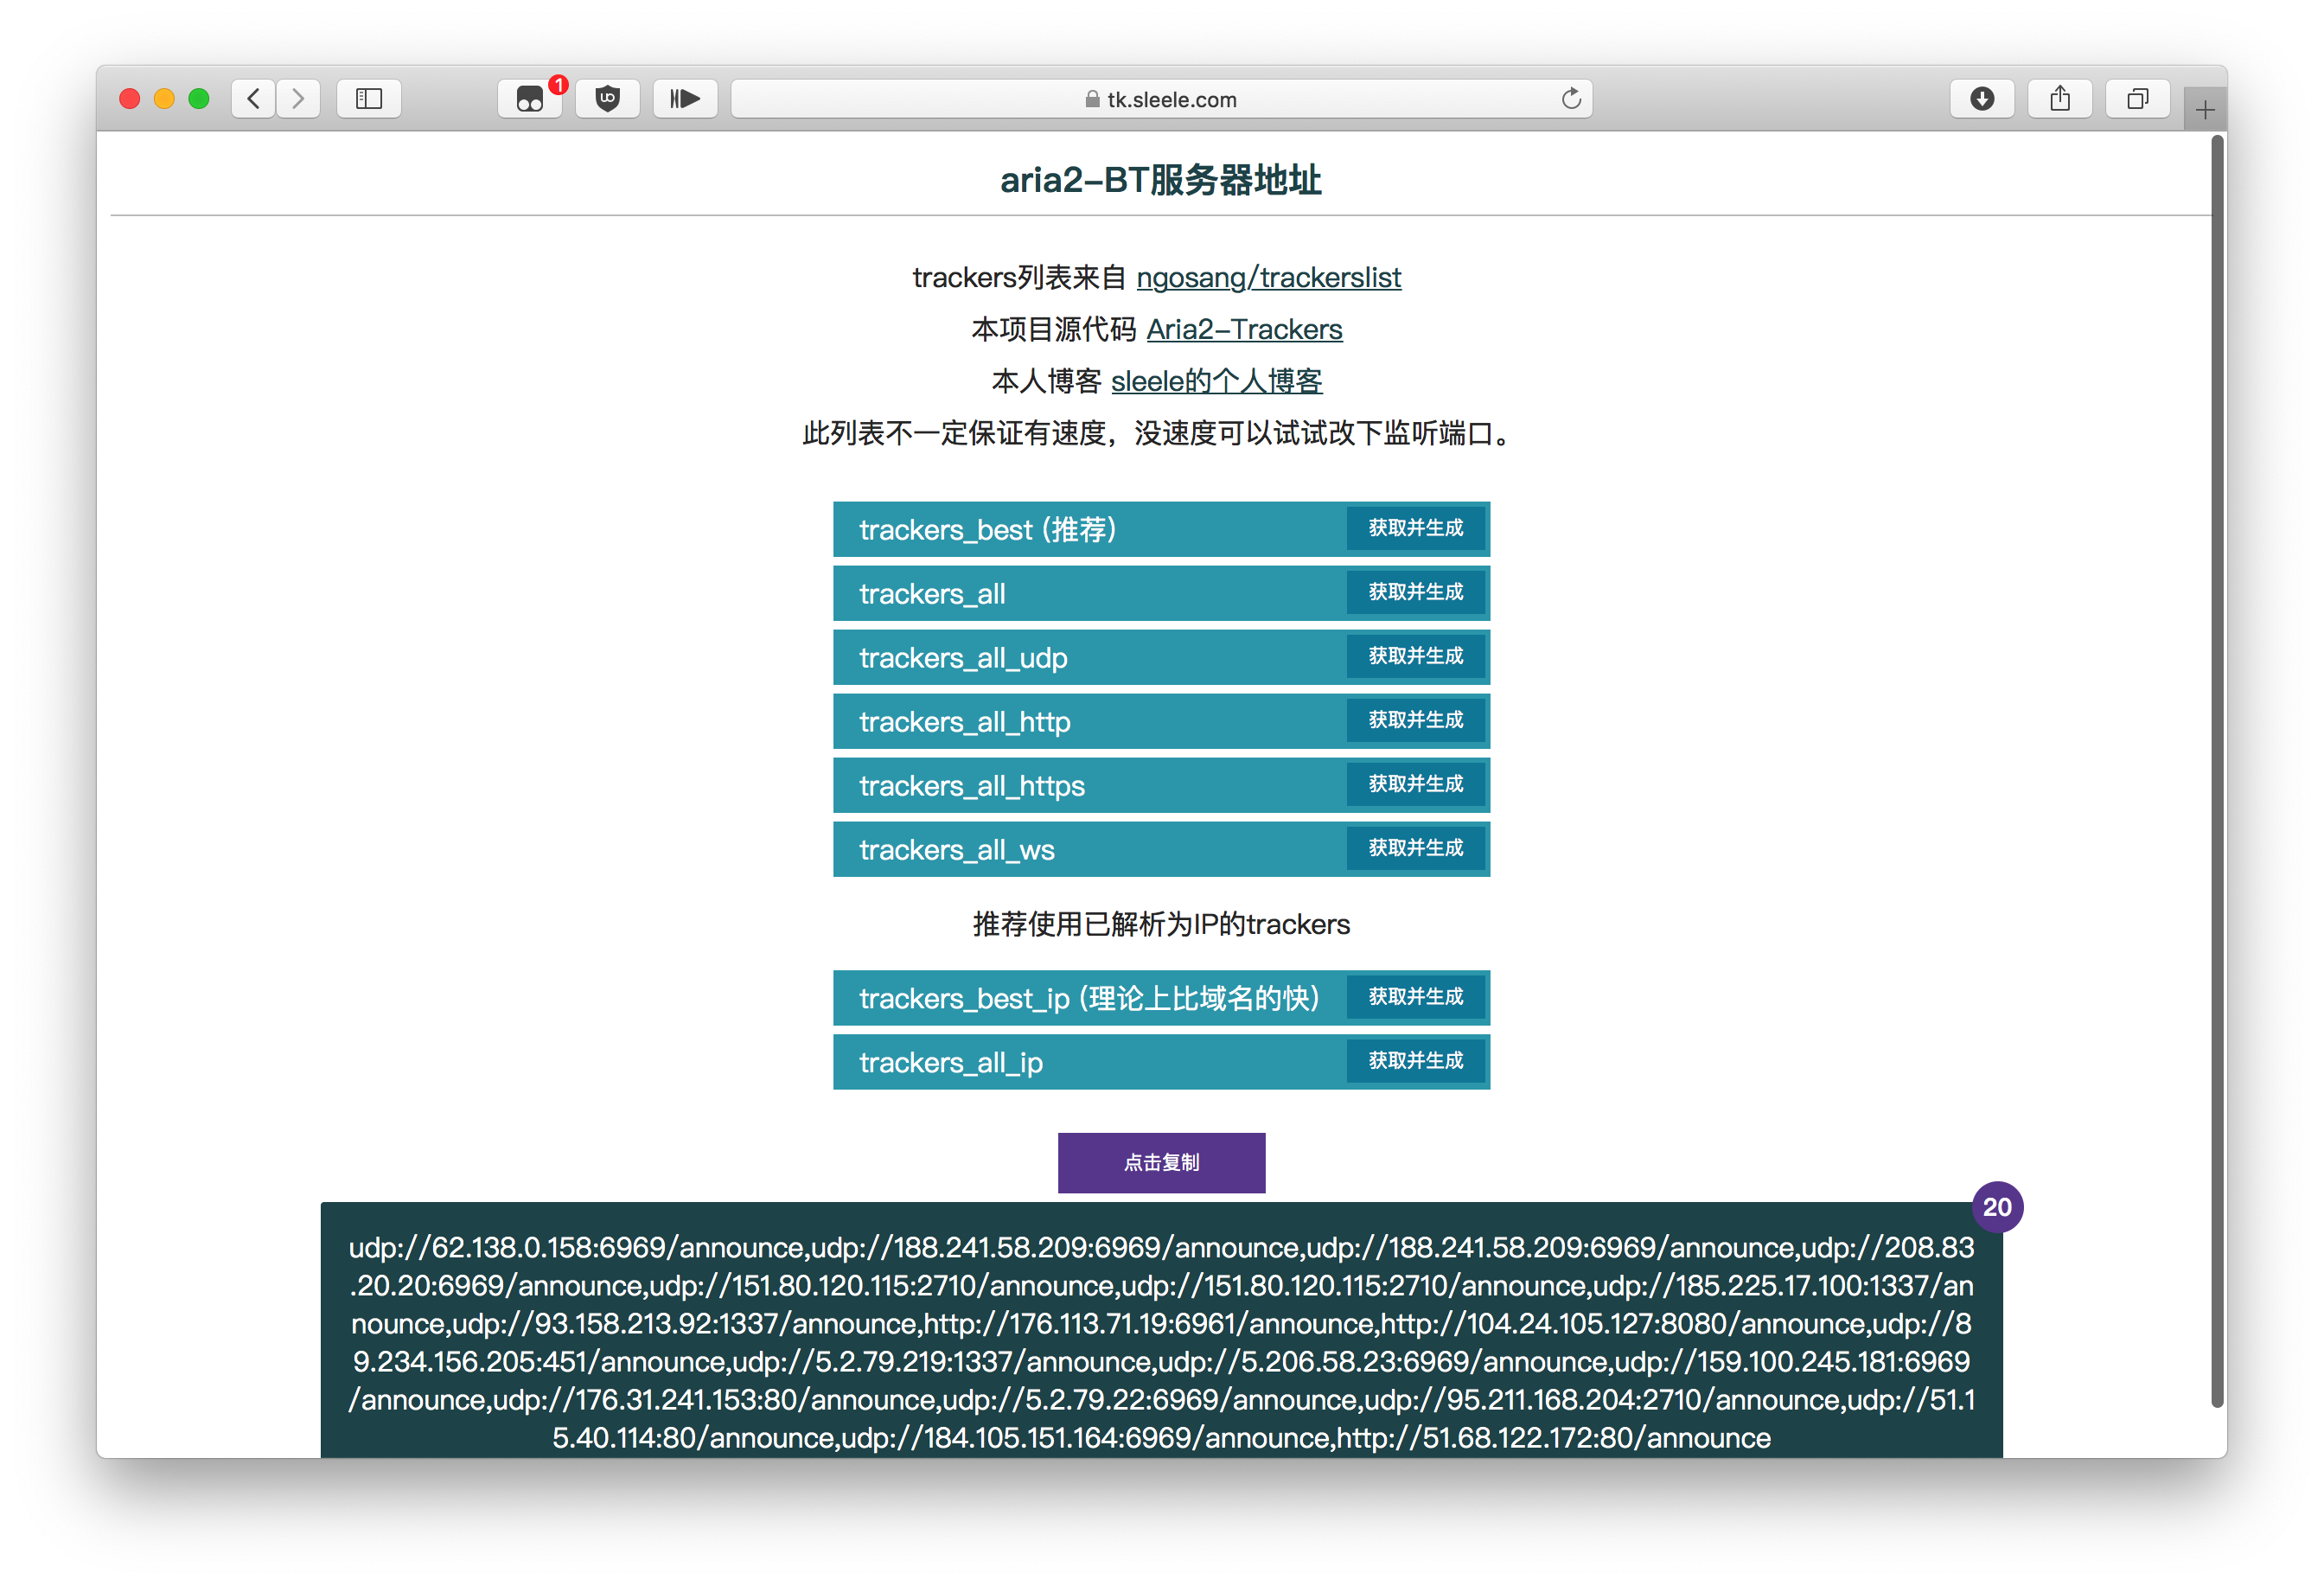 1
tk.sleele.com
aria2-BT服务器地址
trackers列表来自 ngosang/trackerslist
本项目源代码 Aria2-Trackers
本人博客 sleele的个人博客
此列表不一定保证有速度，没速度可以试试改下监听端口。
trackers_best (推荐) 获取并生成
trackers_all 获取并生成
trackers_all_udp 获取并生成
trackers_all_http 获取并生成
trackers_all_https 获取并生成
trackers_all_ws 获取并生成
推荐使用已解析为IP的trackers
trackers_best_ip (理论上比域名的快) 获取并生成
trackers_all_ip 获取并生成
点击复制
20
udp://62.138.0.158:6969/announce,udp://188.241.58.209:6969/announce,udp://188.241.58.209:6969/announce,udp://208.83
.20.20:6969/announce,udp://151.80.120.115:2710/announce,udp://151.80.120.115:2710/announce,udp://185.225.17.100:1337/an
nounce,udp://93.158.213.92:1337/announce,http://176.113.71.19:6961/announce,http://104.24.105.127:8080/announce,udp://8
9.234.156.205:451/announce,udp://5.2.79.219:1337/announce,udp://5.206.58.23:6969/announce,udp://159.100.245.181:6969
/announce,udp://176.31.241.153:80/announce,udp://5.2.79.22:6969/announce,udp://95.211.168.204:2710/announce,udp://51.1
5.40.114:80/announce,udp://184.105.151.164:6969/announce,http://51.68.122.172:80/announce